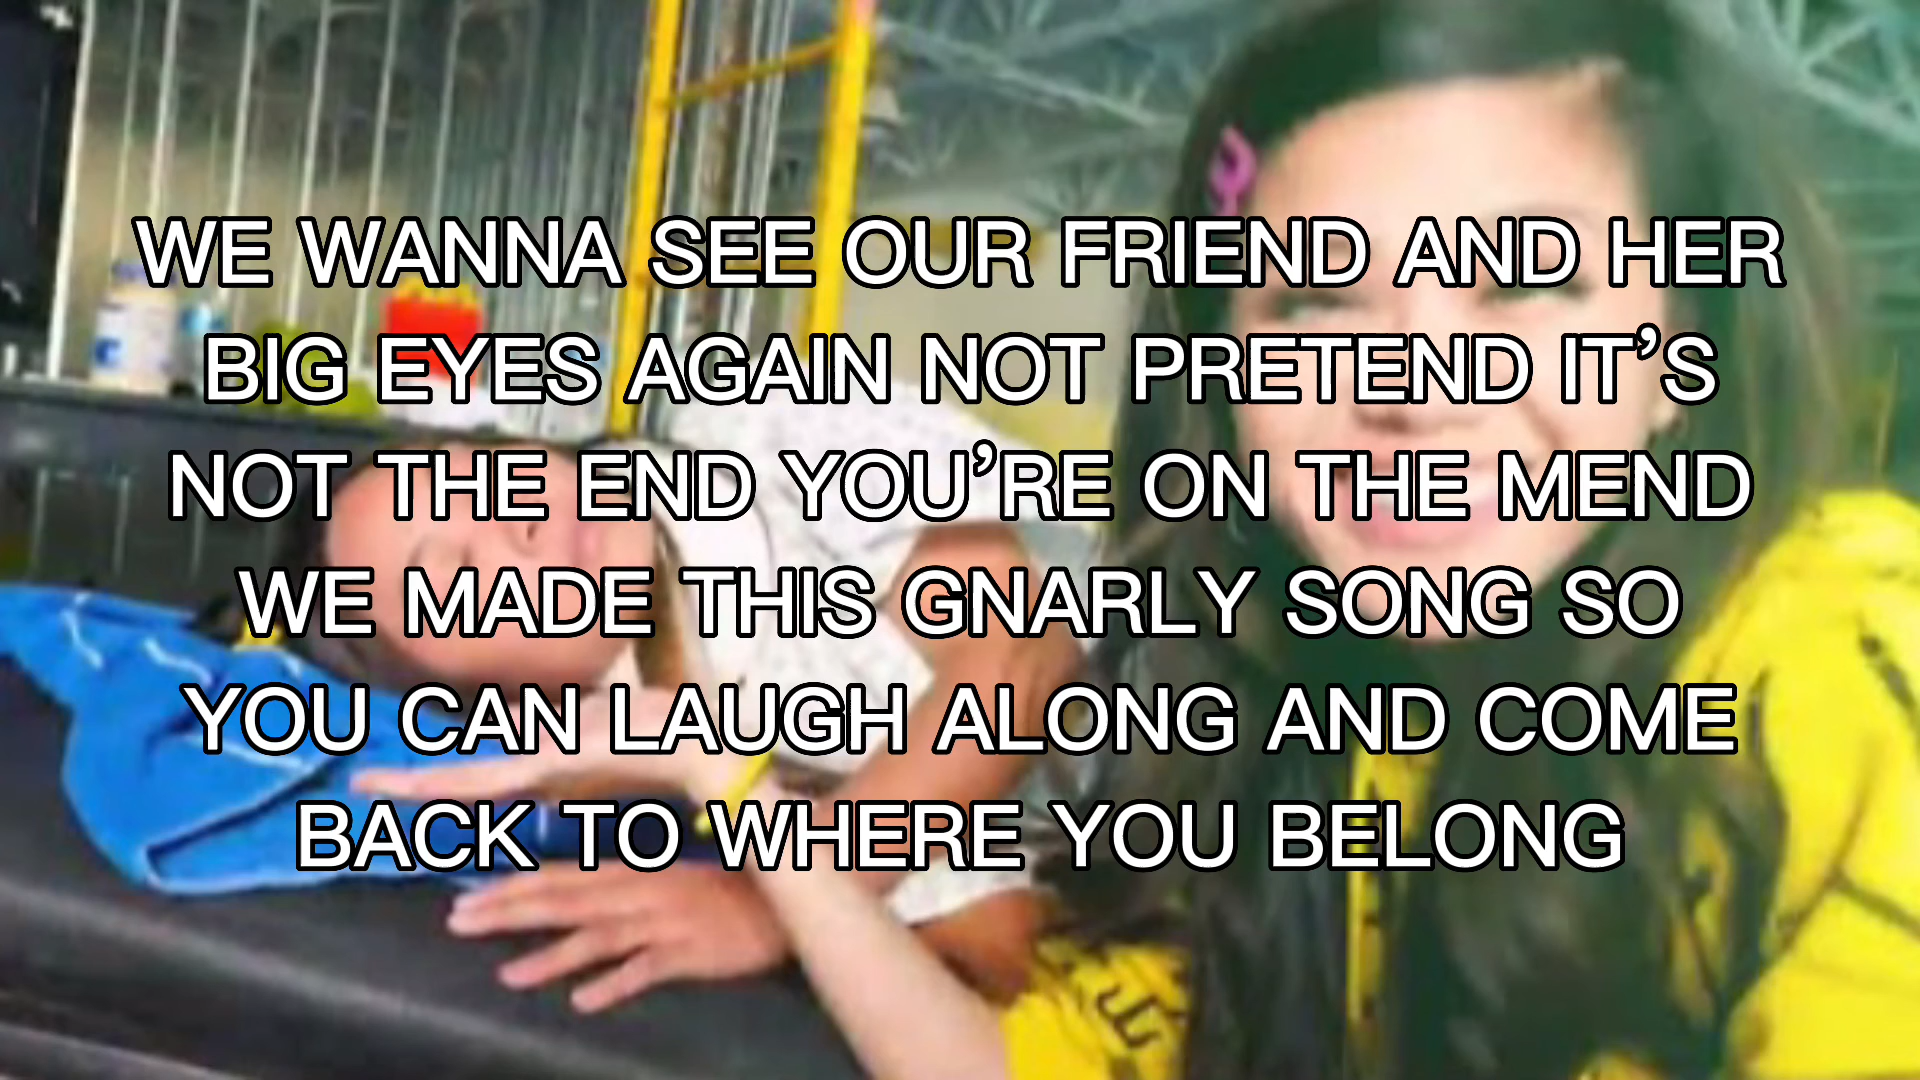 WE WANNA SEE OUR FRIEND AND HER
BIG EYES AGAIN NOT PRETEND IT’S
NOT THE END YOU’RE ON THE MEND
WE MADE THIS GNARLY SONG SO
YOU CAN LAUGH ALONG AND COME
BACK TO WHERE YOU BELONG